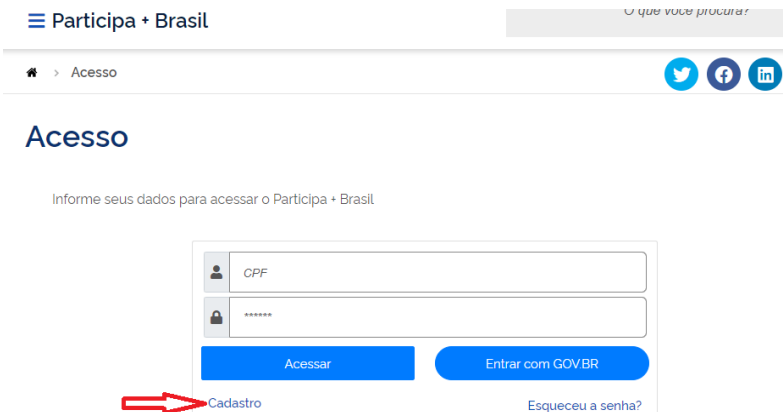 Participa + Brasil
O que você procura?
> Acesso
Acesso
Informe seus dados para acessar o Participa + Brasil
CPF
******
Acessar
Entrar com GOV.BR
Cadastro
Esqueceu a senha?